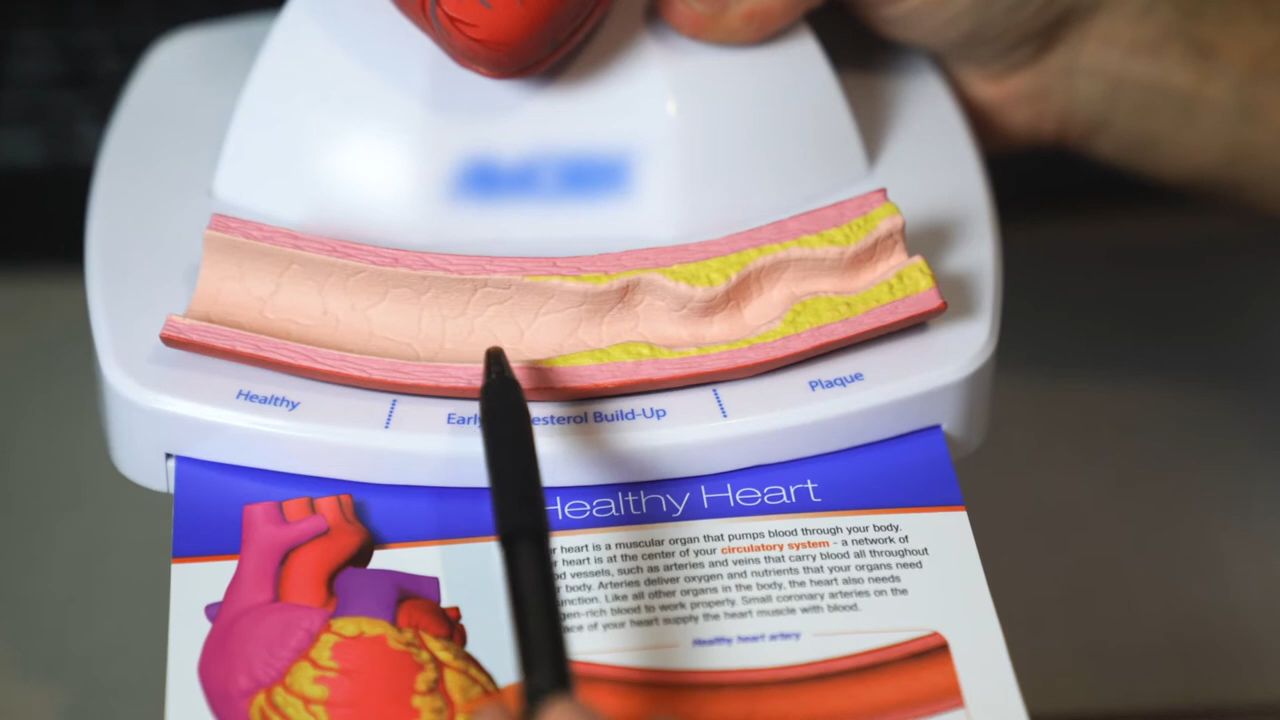 Healthy
Early esterol Build-Up
Plaque
Healthy Heart
r heart is a muscular organ that pumps blood through your body.
heart is at the center of your circulatory system - a network of
d vessels, such as arteries and veins that carry blood all throughout
body. Arteries deliver oxygen and nutrients that your organs need
unction. Like all other organs in the body, the heart also needs
gen-rich blood to work properly. Small coronary arteries on the
ace of your heart supply the heart muscle with blood.
Healthy heart artery